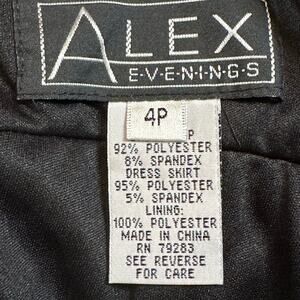 ALEX
E·V·E·N·I·N·G·S
4P
P
92% POLYESTER
8% SPANDEX
DRESS SKIRT
95% POLYESTER
5% SPANDEX
LINING:
100% POLYESTER
MADE IN CHINA
RN 79283
SEE REVERSE
FOR CARE